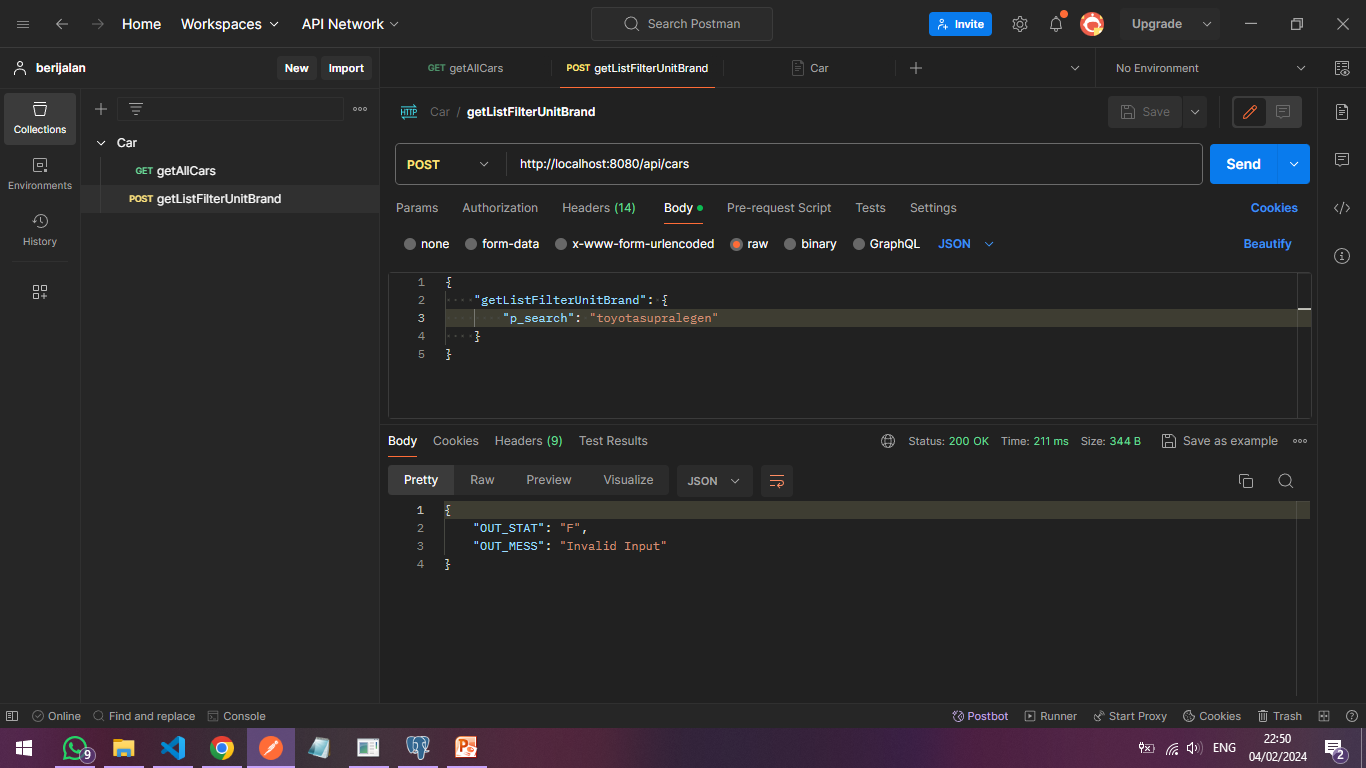 Home Workspaces API Network Search Postman Invite Upgrade
berijalan New Import GET getAllCars POST getListFilterUnitBrand Car No Environment
Collections
Environments
History
Car
GET getAllCars
POST getListFilterUnitBrand
HTTP Car / getListFilterUnitBrand Save
POST http://localhost:8080/api/cars Send
Params Authorization Headers (14) Body Pre-request Script Tests Settings Cookies
none form-data x-www-form-urlencoded raw binary GraphQL JSON Beautify
1 {
2 "getListFilterUnitBrand": {
3 "p_search": "toyotasupralegen"
4 }
5 }
Body Cookies Headers (9) Test Results Status: 200 OK Time: 211 ms Size: 344 B Save as example
Pretty Raw Preview Visualize JSON
1 {
2 "OUT_STAT": "F",
3 "OUT_MESS": "Invalid Input"
4 }
Online Find and replace Console Postbot Runner Start Proxy Cookies Trash
9 ENG 22:50
04/02/2024 2